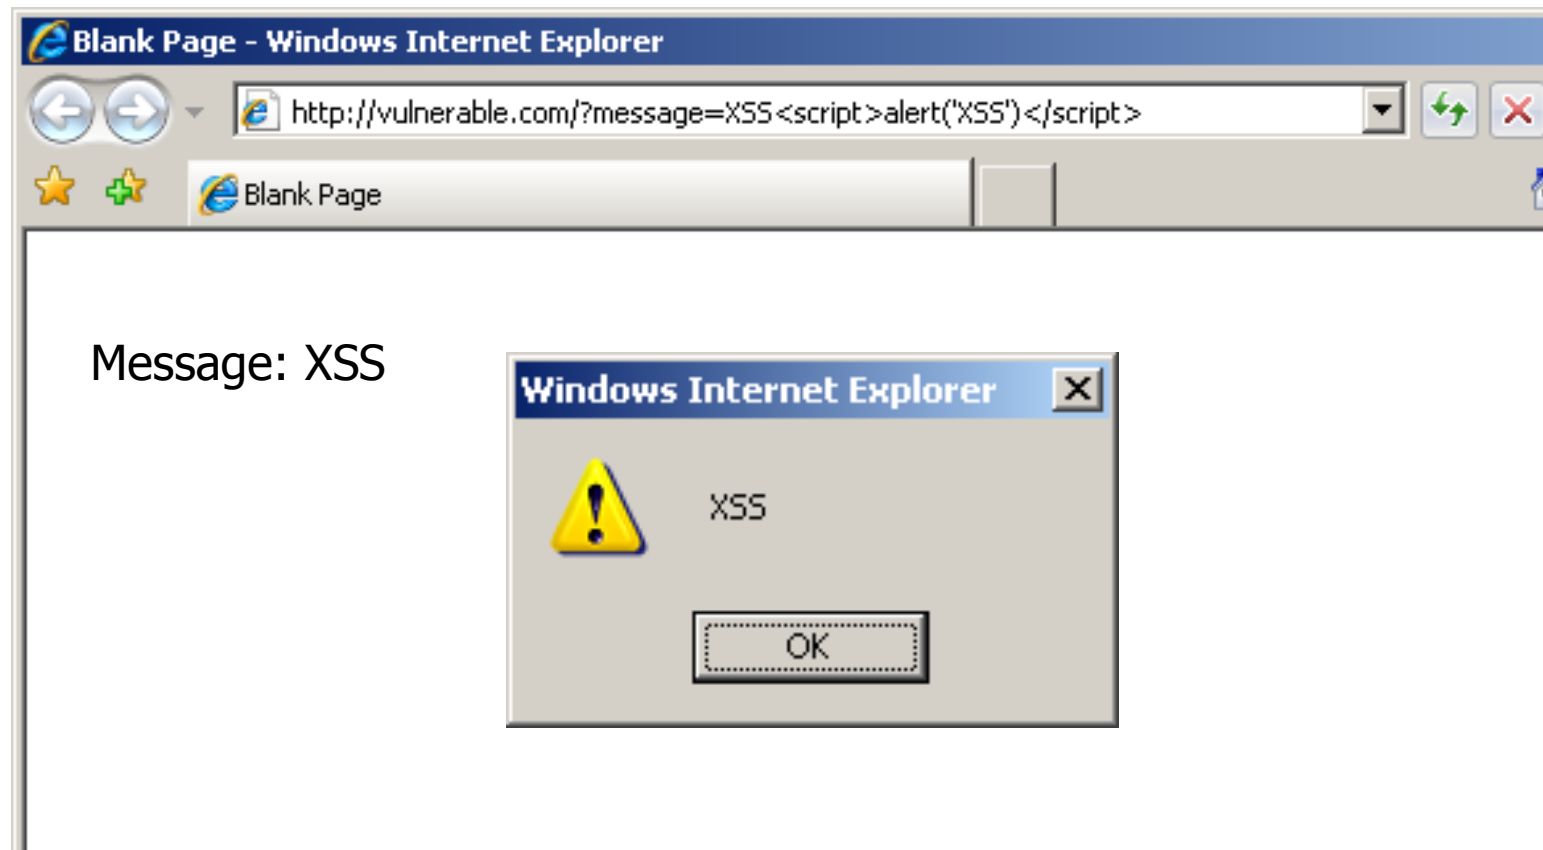 Blank Page - Windows Internet Explorer
http://vulnerable.com/?message=XSS<script>alert('XSS')</script>
Blank Page
Message: XSS
Windows Internet Explorer
XSS
OK